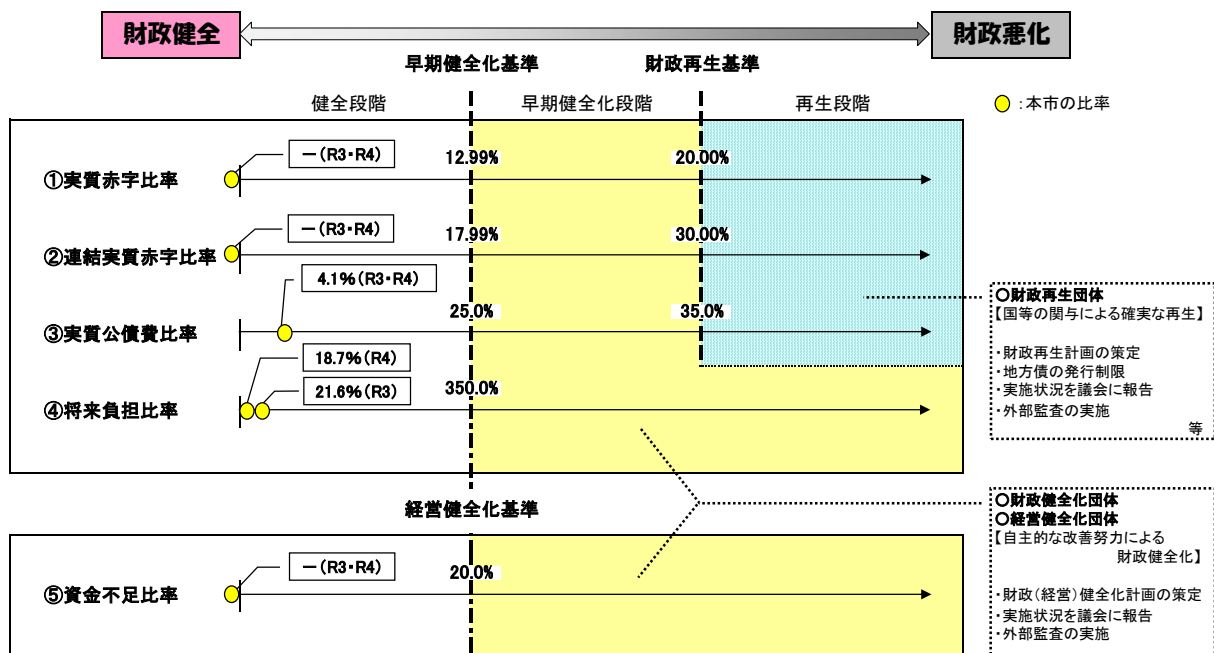 財政健全
財政悪化
早期健全化基準
財政再生基準
健全段階
早期健全化段階
再生段階
:本市の比率
－(R3・R4)
12.99%
20.00%
①実質赤字比率
－(R3・R4)
17.99%
30.00%
②連結実質赤字比率
4.1%(R3・R4)
25.0%
35.0%
③実質公債費比率
18.7%(R4)
21.6%(R3)
350.0%
④将来負担比率
○財政再生団体
【国等の関与による確実な再生】
・財政再生計画の策定
・地方債の発行制限
・実施状況を議会に報告
・外部監査の実施
等
経営健全化基準
－(R3・R4)
20.0%
⑤資金不足比率
○財政健全化団体
○経営健全化団体
【自主的な改善努力による
財政健全化】
・財政(経営)健全化計画の策定
・実施状況を議会に報告
・外部監査の実施